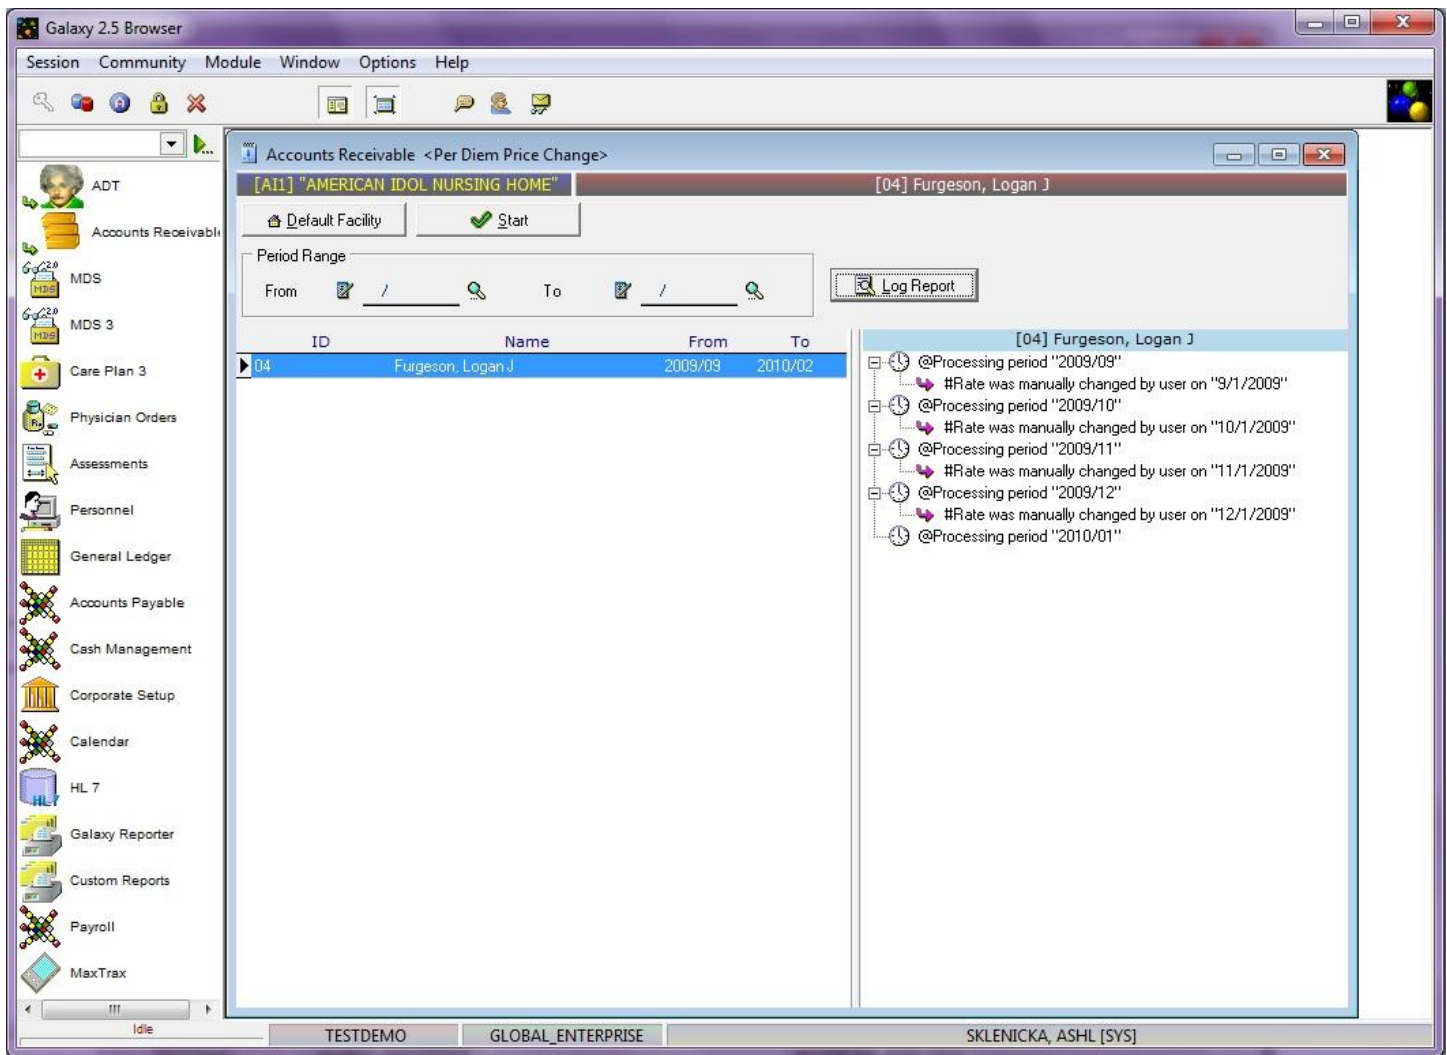 Galaxy 2.5 Browser
Session Community Module Window Options Help
Accounts Receivable <Per Diem Price Change>
[AI1] "AMERICAN IDOL NURSING HOME" [04] Furgeson, Logan J
Default Facility Start
Period Range
From / To /
Log Report
ID Name From To
04 Furgeson, Logan J 2009/09 2010/02
[04] Furgeson, Logan J
@Processing period "2009/09"
#Rate was manually changed by user on "9/1/2009"
@Processing period "2009/10"
#Rate was manually changed by user on "10/1/2009"
@Processing period "2009/11"
#Rate was manually changed by user on "11/1/2009"
@Processing period "2009/12"
#Rate was manually changed by user on "12/1/2009"
@Processing period "2010/01"
ADT
Accounts Receivabl
MDS
MDS 3
Care Plan 3
Physician Orders
Assessments
Personnel
General Ledger
Accounts Payable
Cash Management
Corporate Setup
Calendar
HL 7
Galaxy Reporter
Custom Reports
Payroll
MaxTrax
Idle TESTDEMO GLOBAL_ENTERPRISE SKLENICKA, ASHL [SYS]